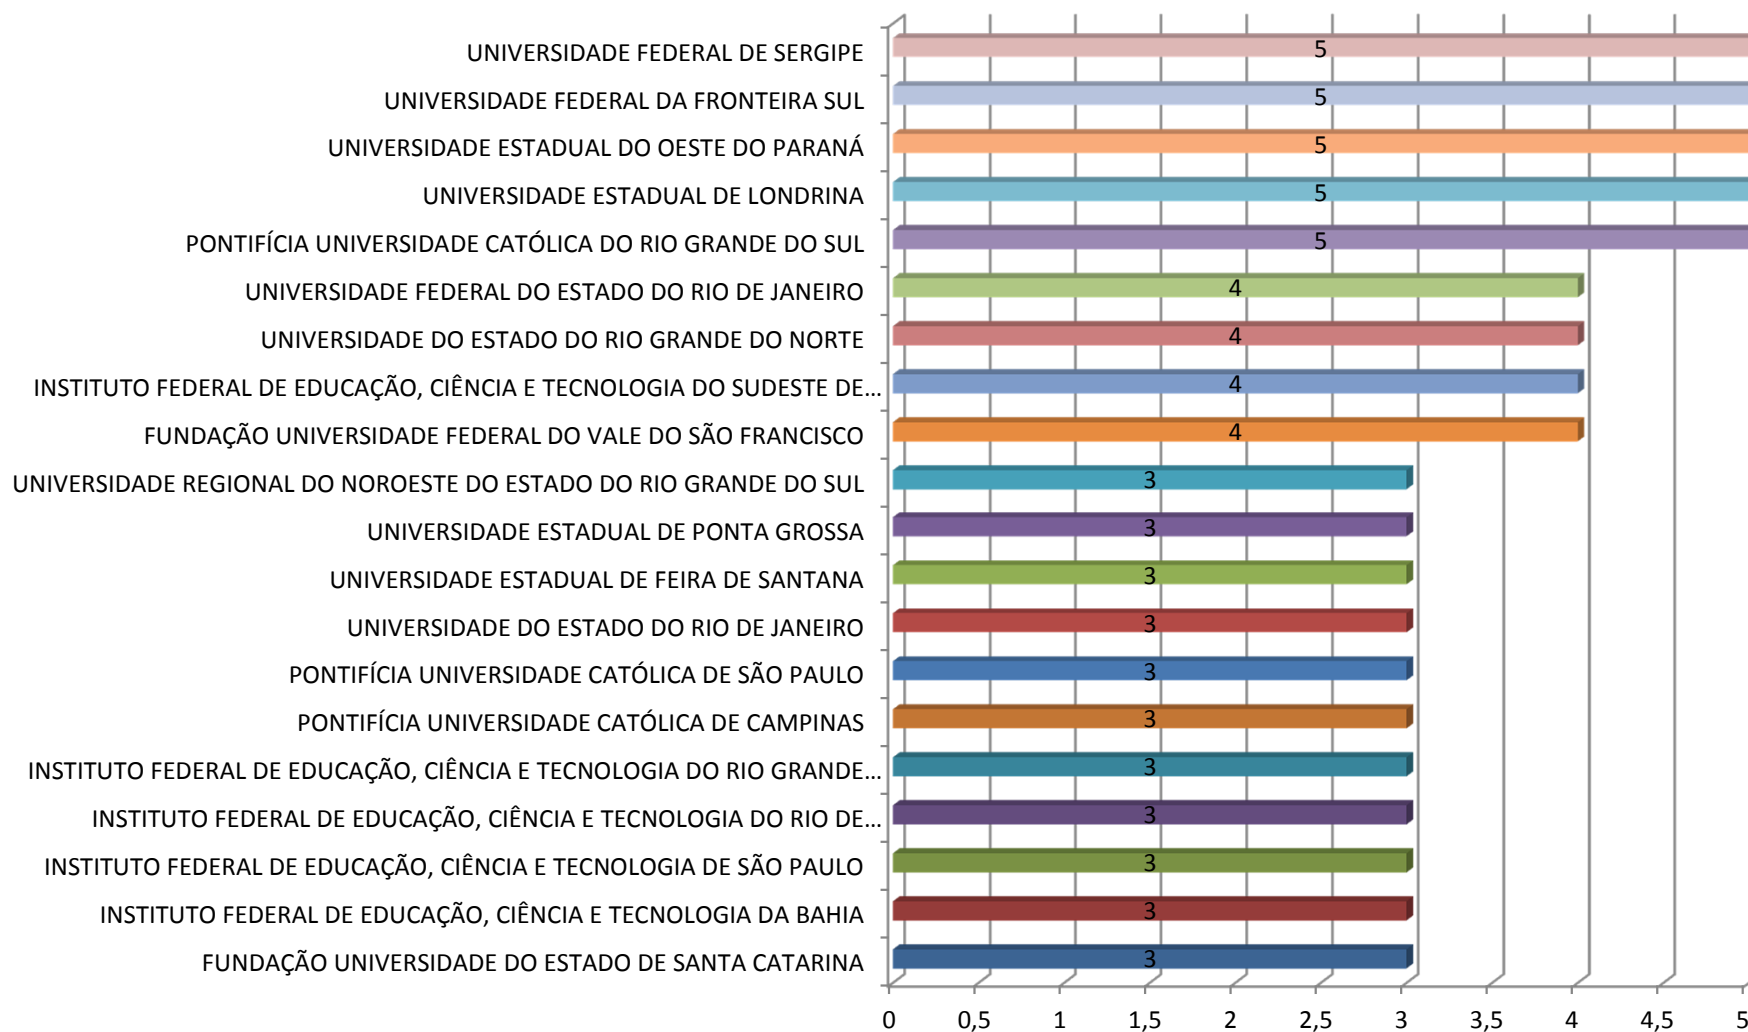 UNIVERSIDADE FEDERAL DE SERGIPE 5
UNIVERSIDADE FEDERAL DA FRONTEIRA SUL 5
UNIVERSIDADE ESTADUAL DO OESTE DO PARANÁ 5
UNIVERSIDADE ESTADUAL DE LONDRINA 5
PONTIFÍCIA UNIVERSIDADE CATÓLICA DO RIO GRANDE DO SUL 5
UNIVERSIDADE FEDERAL DO ESTADO DO RIO DE JANEIRO 4
UNIVERSIDADE DO ESTADO DO RIO GRANDE DO NORTE 4
INSTITUTO FEDERAL DE EDUCAÇÃO, CIÊNCIA E TECNOLOGIA DO SUDESTE DE... 4
FUNDAÇÃO UNIVERSIDADE FEDERAL DO VALE DO SÃO FRANCISCO 4
UNIVERSIDADE REGIONAL DO NOROESTE DO ESTADO DO RIO GRANDE DO SUL 3
UNIVERSIDADE ESTADUAL DE PONTA GROSSA 3
UNIVERSIDADE ESTADUAL DE FEIRA DE SANTANA 3
UNIVERSIDADE DO ESTADO DO RIO DE JANEIRO 3
PONTIFÍCIA UNIVERSIDADE CATÓLICA DE SÃO PAULO 3
PONTIFÍCIA UNIVERSIDADE CATÓLICA DE CAMPINAS 3
INSTITUTO FEDERAL DE EDUCAÇÃO, CIÊNCIA E TECNOLOGIA DO RIO GRANDE... 3
INSTITUTO FEDERAL DE EDUCAÇÃO, CIÊNCIA E TECNOLOGIA DO RIO DE... 3
INSTITUTO FEDERAL DE EDUCAÇÃO, CIÊNCIA E TECNOLOGIA DE SÃO PAULO 3
INSTITUTO FEDERAL DE EDUCAÇÃO, CIÊNCIA E TECNOLOGIA DA BAHIA 3
FUNDAÇÃO UNIVERSIDADE DO ESTADO DE SANTA CATARINA 3
0 0,5 1 1,5 2 2,5 3 3,5 4 4,5 5